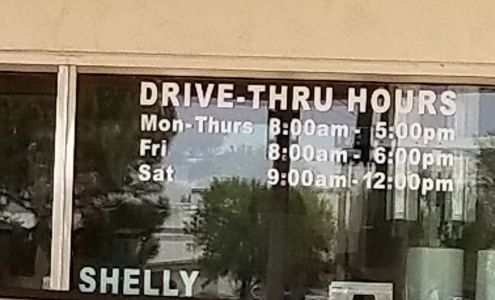 DRIVE-THRU HOURS
Mon-Thurs 8:00am - 5:00pm
Fri 8:00am - 6:00pm
Sat 9:00am - 12:00pm
SHELLY